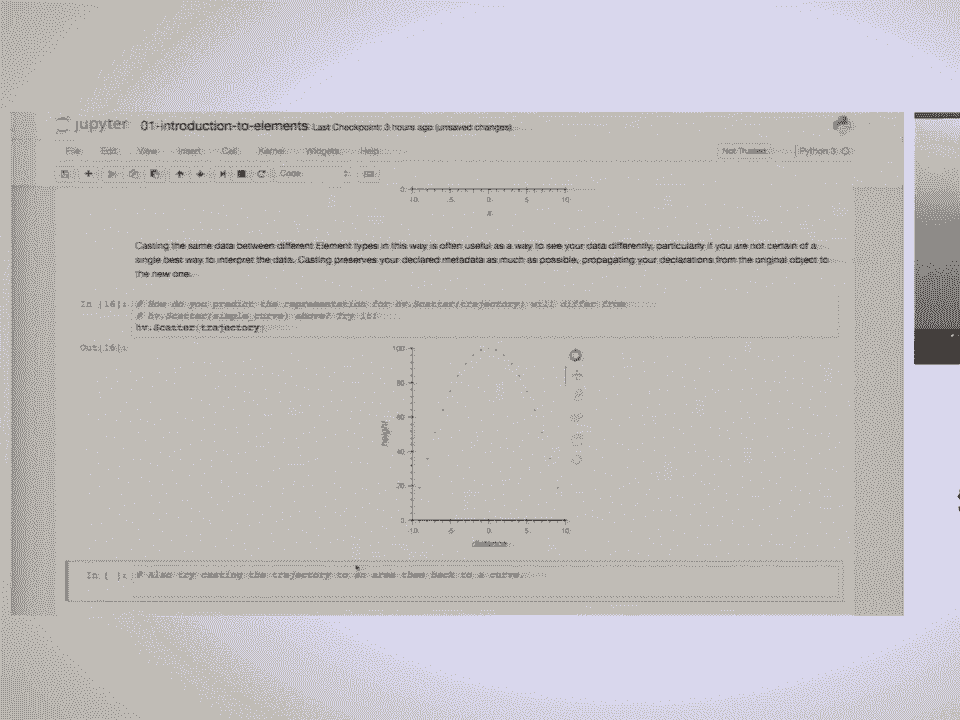 jupyter 01-introduction-to-elements Last Checkpoint: 3 hours ago (unsaved changes)
File Edit View Insert Cell Kernel Widgets Help Not Trusted Python 3
Code
0
-10 -5 0 5 10
x
Casting the same data between different Element types in this way is often useful as a way to see your data differently, particularly if you are not certain of a
single best way to interpret the data. Casting preserves your declared metadata as much as possible, propagating your declarations from the original object to
the new one.
In [16]: # How do you predict the representation for hv.Scatter(trajectory) will differ from
# hv.Scatter(simple_curve) above? Try it!
hv.Scatter(trajectory)
Out[16]:
100
80
60
height
40
20
0
-10 -5 0 5 10
distance
In [ ]: # Also try casting the trajectory to an area then back to a curve.